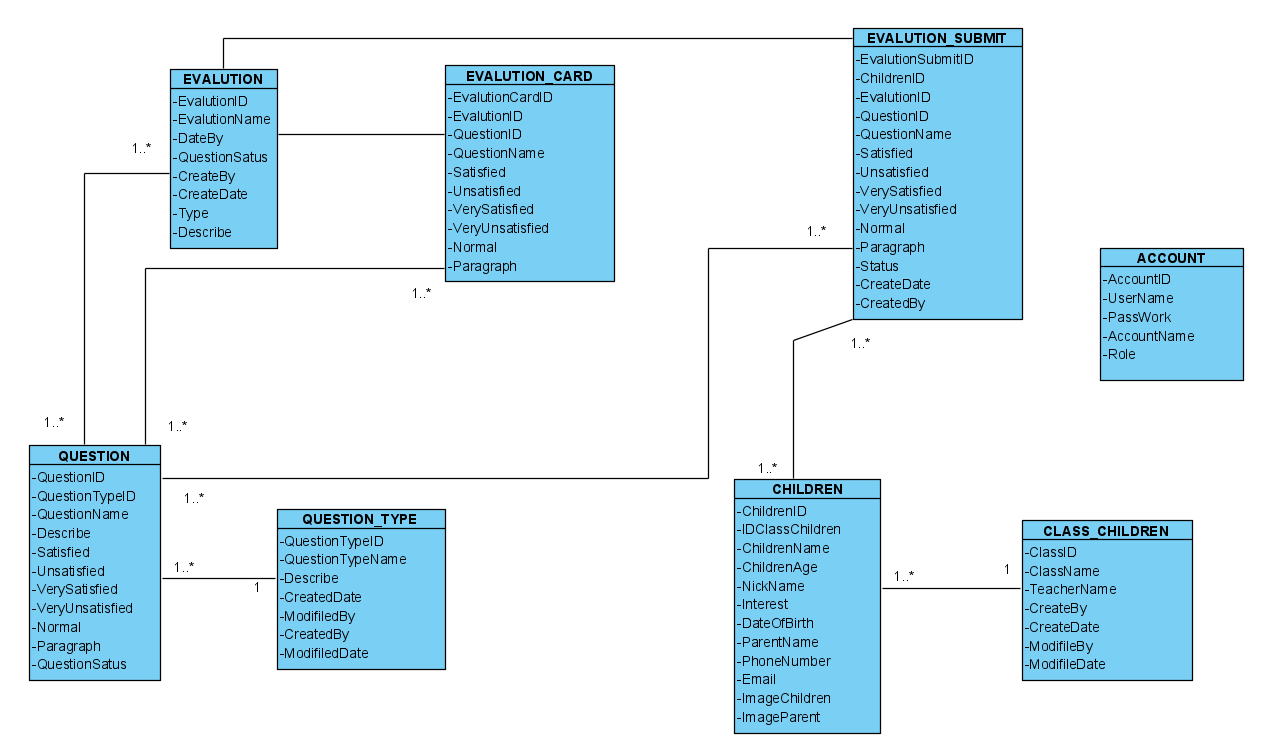 EVALUTION
-EvalutionID
-EvalutionName
-DateBy
-QuestionSatus
-CreateBy
-CreateDate
-Type
-Describe
EVALUTION_CARD
-EvalutionCardID
-EvalutionID
-QuestionID
-QuestionName
-Satisfied
-Unsatisfied
-VerySatisfied
-VeryUnsatisfied
-Normal
-Paragraph
EVALUTION_SUBMIT
-EvalutionSubmitID
-ChildrenID
-EvalutionID
-QuestionID
-QuestionName
-Satisfied
-Unsatisfied
-VerySatisfied
-VeryUnsatisfied
-Normal
-Paragraph
-Status
-CreateDate
-CreatedBy
ACCOUNT
-AccountID
-UserName
-PassWork
-AccountName
-Role
1..*
1..*
1..*
1..*
1..*
1..*
QUESTION
-QuestionID
-QuestionTypeID
-QuestionName
-Describe
-Satisfied
-Unsatisfied
-VerySatisfied
-VeryUnsatisfied
-Normal
-Paragraph
-QuestionSatus
1..*
1..*
1
QUESTION_TYPE
-QuestionTypeID
-QuestionTypeName
-Describe
-CreatedDate
-ModifiledBy
-CreatedBy
-ModifiledDate
1..*
CHILDREN
-ChildrenID
-IDClassChildren
-ChildrenName
-ChildrenAge
-NickName
-Interest
-DateOfBirth
-ParentName
-PhoneNumber
-Email
-ImageChildren
-ImageParent
1..*
1
CLASS_CHILDREN
-ClassID
-ClassName
-TeacherName
-CreateBy
-CreateDate
-ModifileBy
-ModifileDate